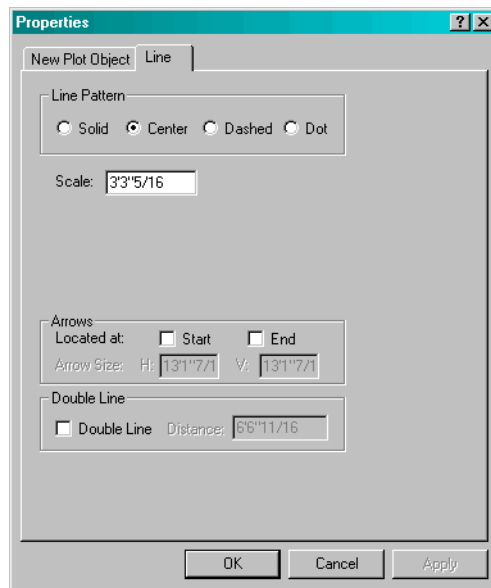 Properties
New Plot Object Line
Line Pattern
Solid Center Dashed Dot
Scale: 3'3"5/16
Arrows
Located at: Start End
Arrow Size: H: 13'1"7/1 V: 13'1"7/1
Double Line
Double Line Distance: 6'6"11/16
OK Cancel Apply